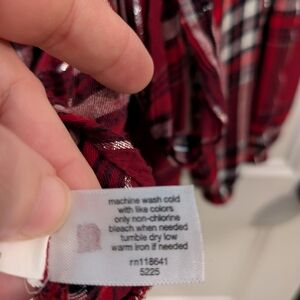 machine wash cold
with like colors
only non-chlorine
bleach when needed
tumble dry low
warm iron if needed
rn118641
5225